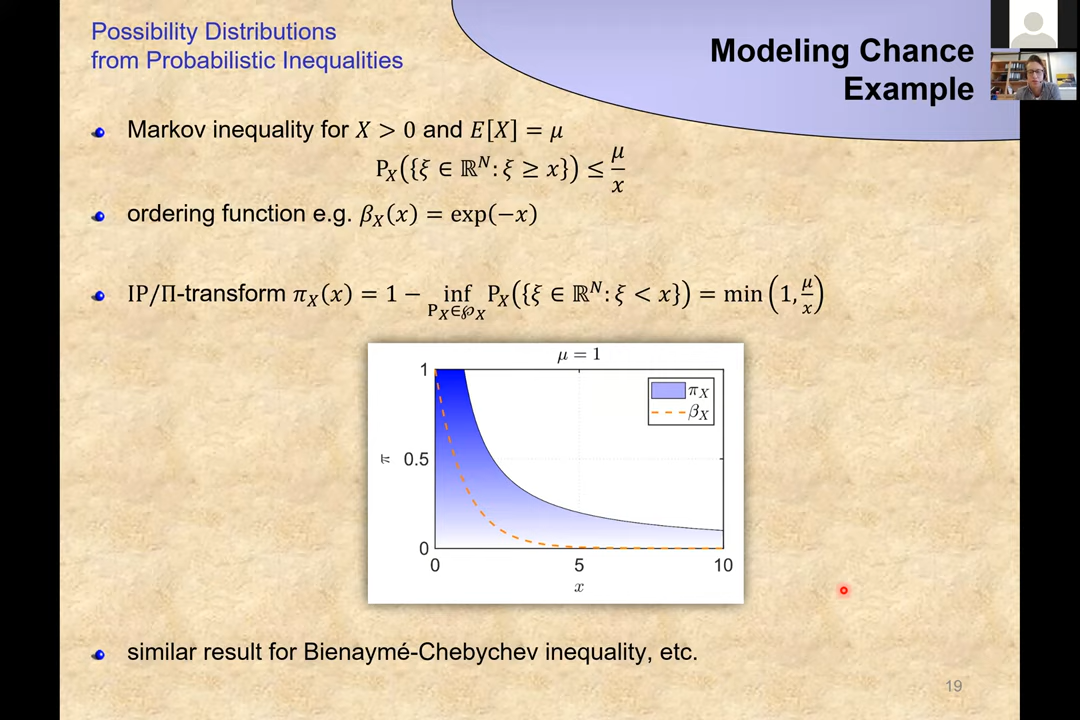 Possibility Distributions
from Probabilistic Inequalities
Modeling Chance
Example
Markov inequality for X > 0 and E[X] = μ
P_X({ξ ∈ ℝ^N: ξ ≥ x}) ≤ μ/x
ordering function e.g. β_X(x) = exp(−x)
IP/Π-transform π_X(x) = 1 − inf_{P_X∈℘_X} P_X({ξ ∈ ℝ^N: ξ < x}) = min(1, μ/x)
μ = 1
1
π_X
β_X
π
0.5
0
0
5
10
x
similar result for Bienaymé-Chebychev inequality, etc.
19